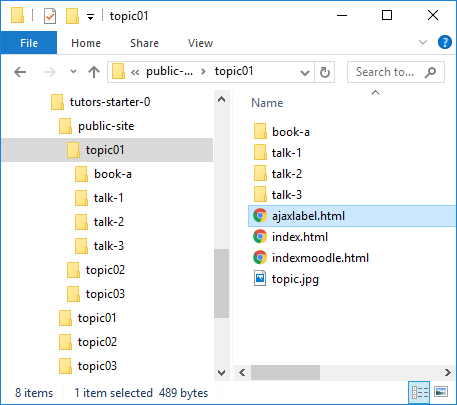 topic01
File Home Share View
public-... topic01 Search to...
tutors-starter-0
public-site
topic01
book-a
talk-1
talk-2
talk-3
topic02
topic03
topic01
topic02
topic03
Name
book-a
talk-1
talk-2
talk-3
ajaxlabel.html
index.html
indexmoodle.html
topic.jpg
8 items 1 item selected 489 bytes